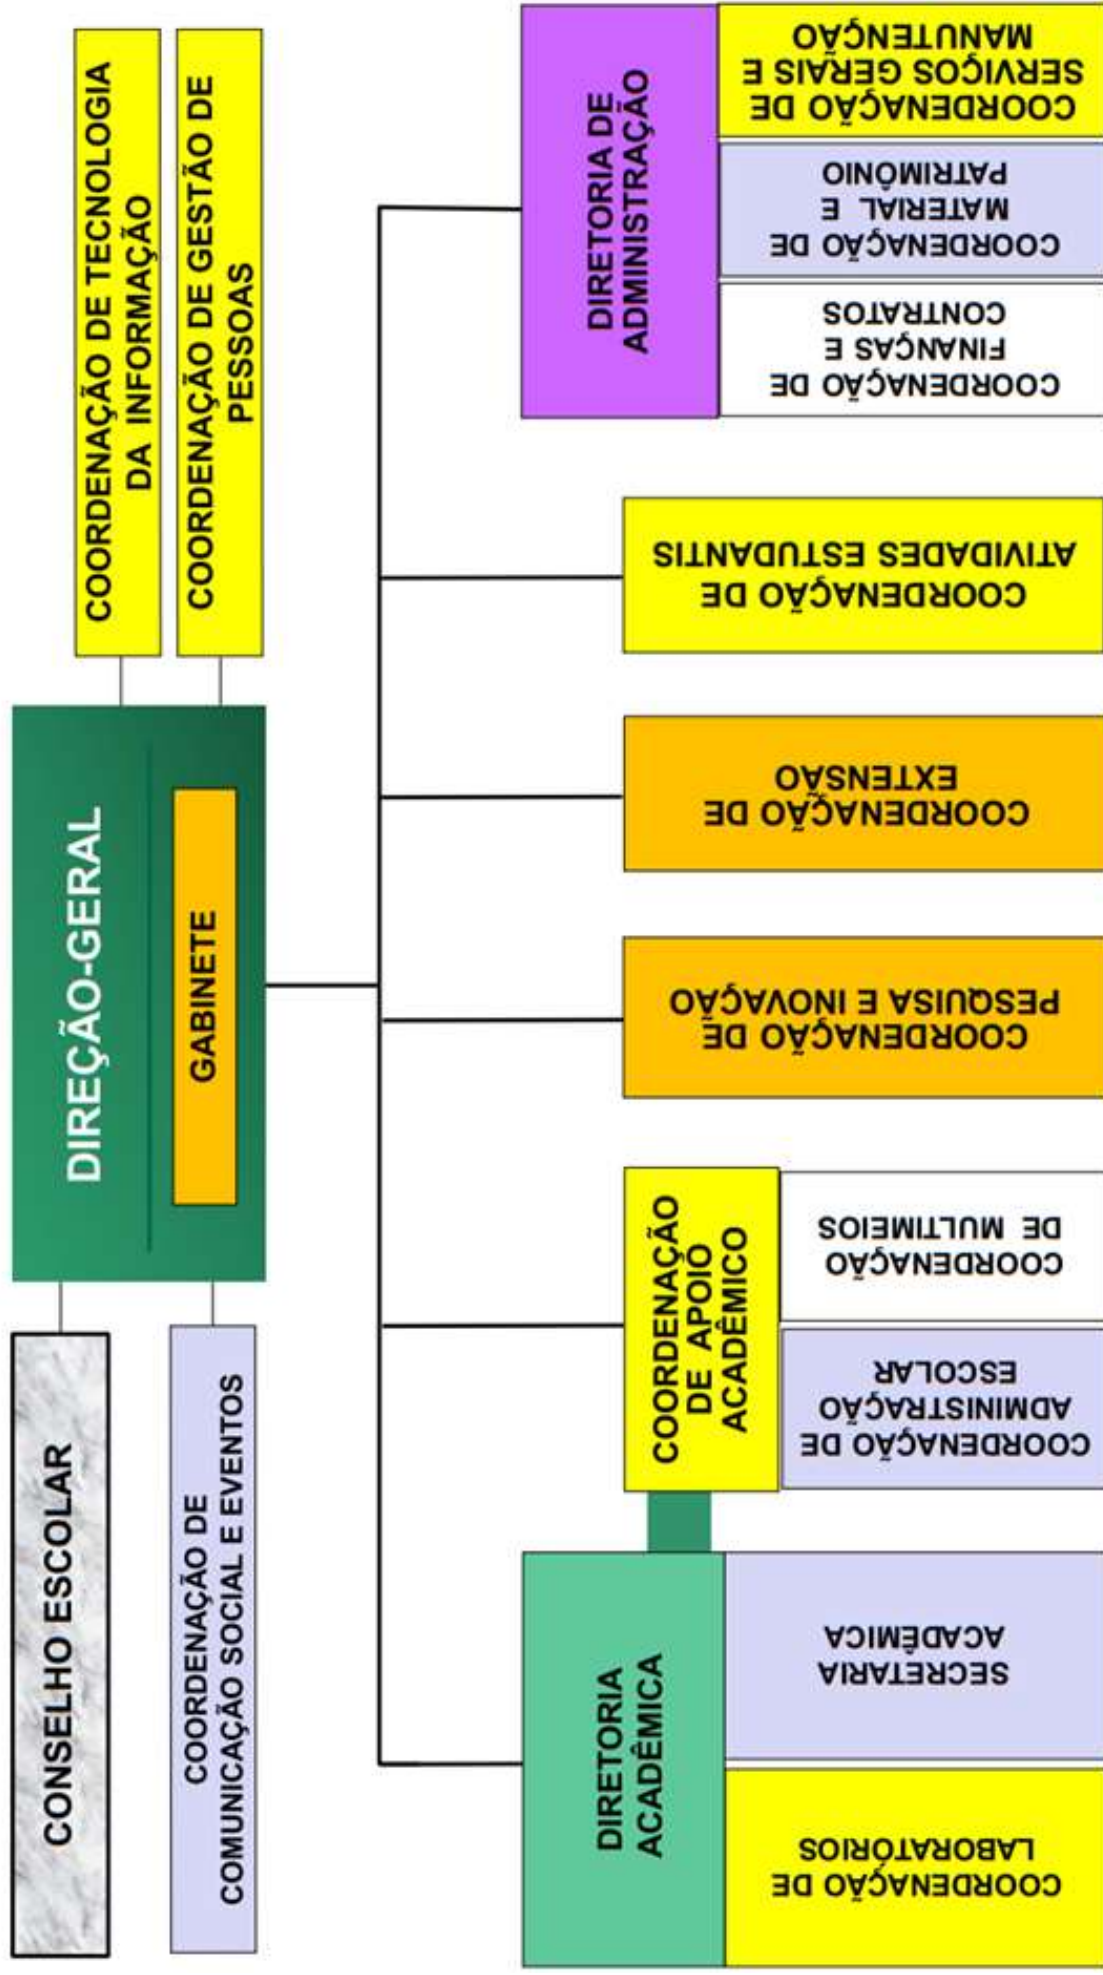 CONSELHO ESCOLAR
DIREÇÃO-GERAL
GABINETE
COORDENAÇÃO DE TECNOLOGIA
DA INFORMAÇÃO
COORDENAÇÃO DE
COMUNICAÇÃO SOCIAL E EVENTOS
COORDENAÇÃO DE GESTÃO DE
PESSOAS
DIRETORIA
ACADÊMICA
COORDENAÇÃO DE
LABORATÓRIOS
SECRETARIA
ACADÊMICA
COORDENAÇÃO
DE APOIO
ACADÊMICO
COORDENAÇÃO DE
ADMINISTRAÇÃO
ESCOLAR
COORDENAÇÃO
DE MULTIMEIOS
COORDENAÇÃO DE
PESQUISA E INOVAÇÃO
COORDENAÇÃO DE
EXTENSÃO
COORDENAÇÃO DE
ATIVIDADES ESTUDANTIS
DIRETORIA DE
ADMINISTRAÇÃO
COORDENAÇÃO DE
FINANÇAS E
CONTRATOS
COORDENAÇÃO DE
MATERIAL E
PATRIMÔNIO
COORDENAÇÃO DE
SERVIÇOS GERAIS E
MANUTENÇÃO